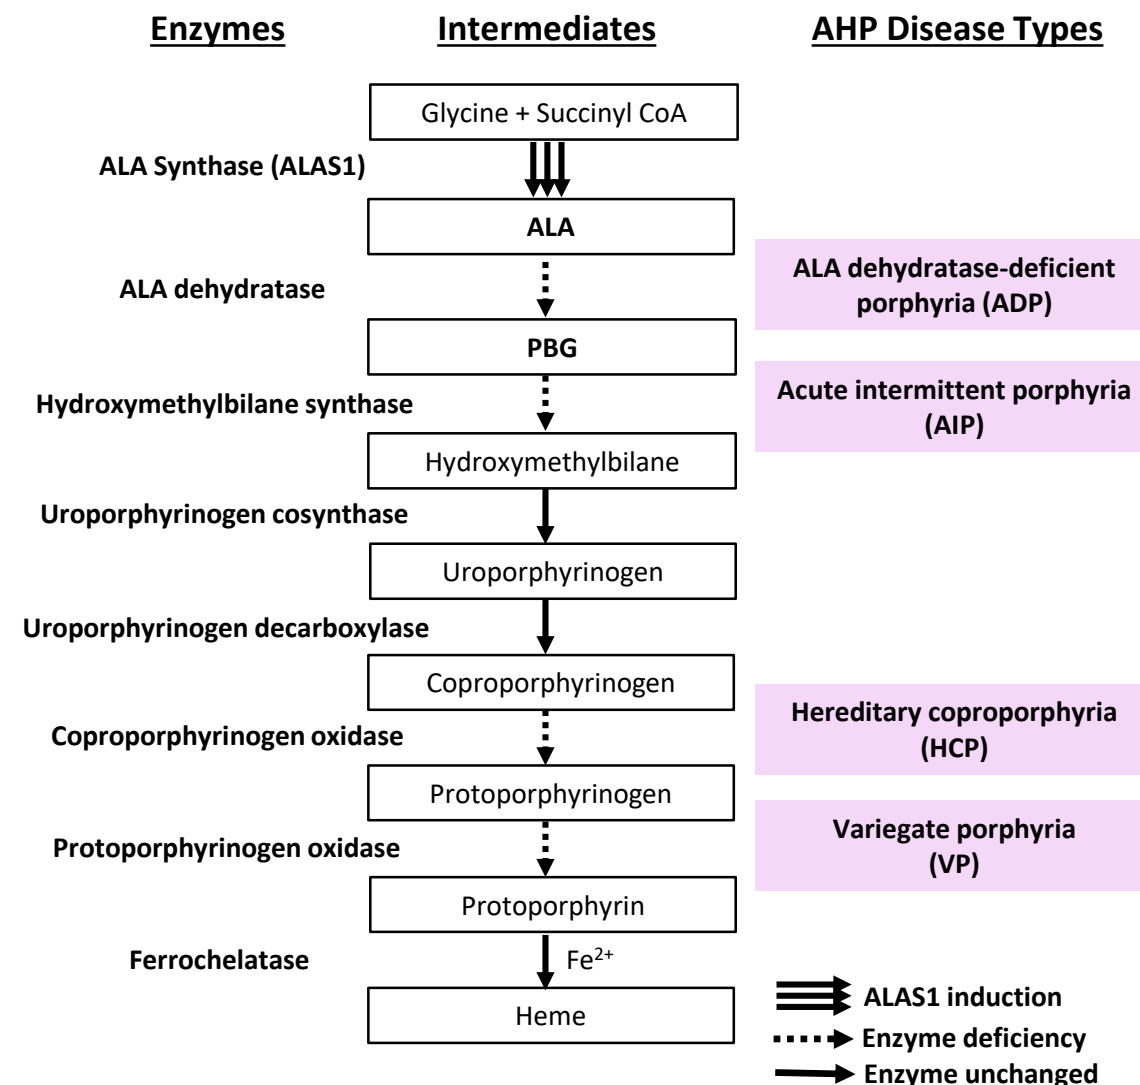 Enzymes Intermediates AHP Disease Types
Glycine + Succinyl CoA
ALA Synthase (ALAS1)
ALA
ALA dehydratase-deficient
porphyria (ADP)
ALA dehydratase
PBG
Acute intermittent porphyria
(AIP)
Hydroxymethylbilane synthase
Hydroxymethylbilane
Uroporphyrinogen cosynthase
Uroporphyrinogen
Uroporphyrinogen decarboxylase
Coproporphyrinogen
Hereditary coproporphyria
(HCP)
Coproporphyrinogen oxidase
Protoporphyrinogen
Variegate porphyria
(VP)
Protoporphyrinogen oxidase
Protoporphyrin
Ferrochelatase Fe²⁺
Heme
ALAS1 induction
Enzyme deficiency
Enzyme unchanged